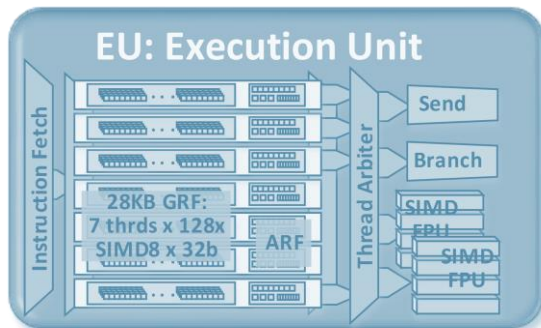 EU: Execution Unit
Instruction Fetch
28KB GRF:
7 thrds x 128x
SIMD8 x 32b
ARF
Thread Arbiter
Send
Branch
SIMD
FPU
SIMD
FPU